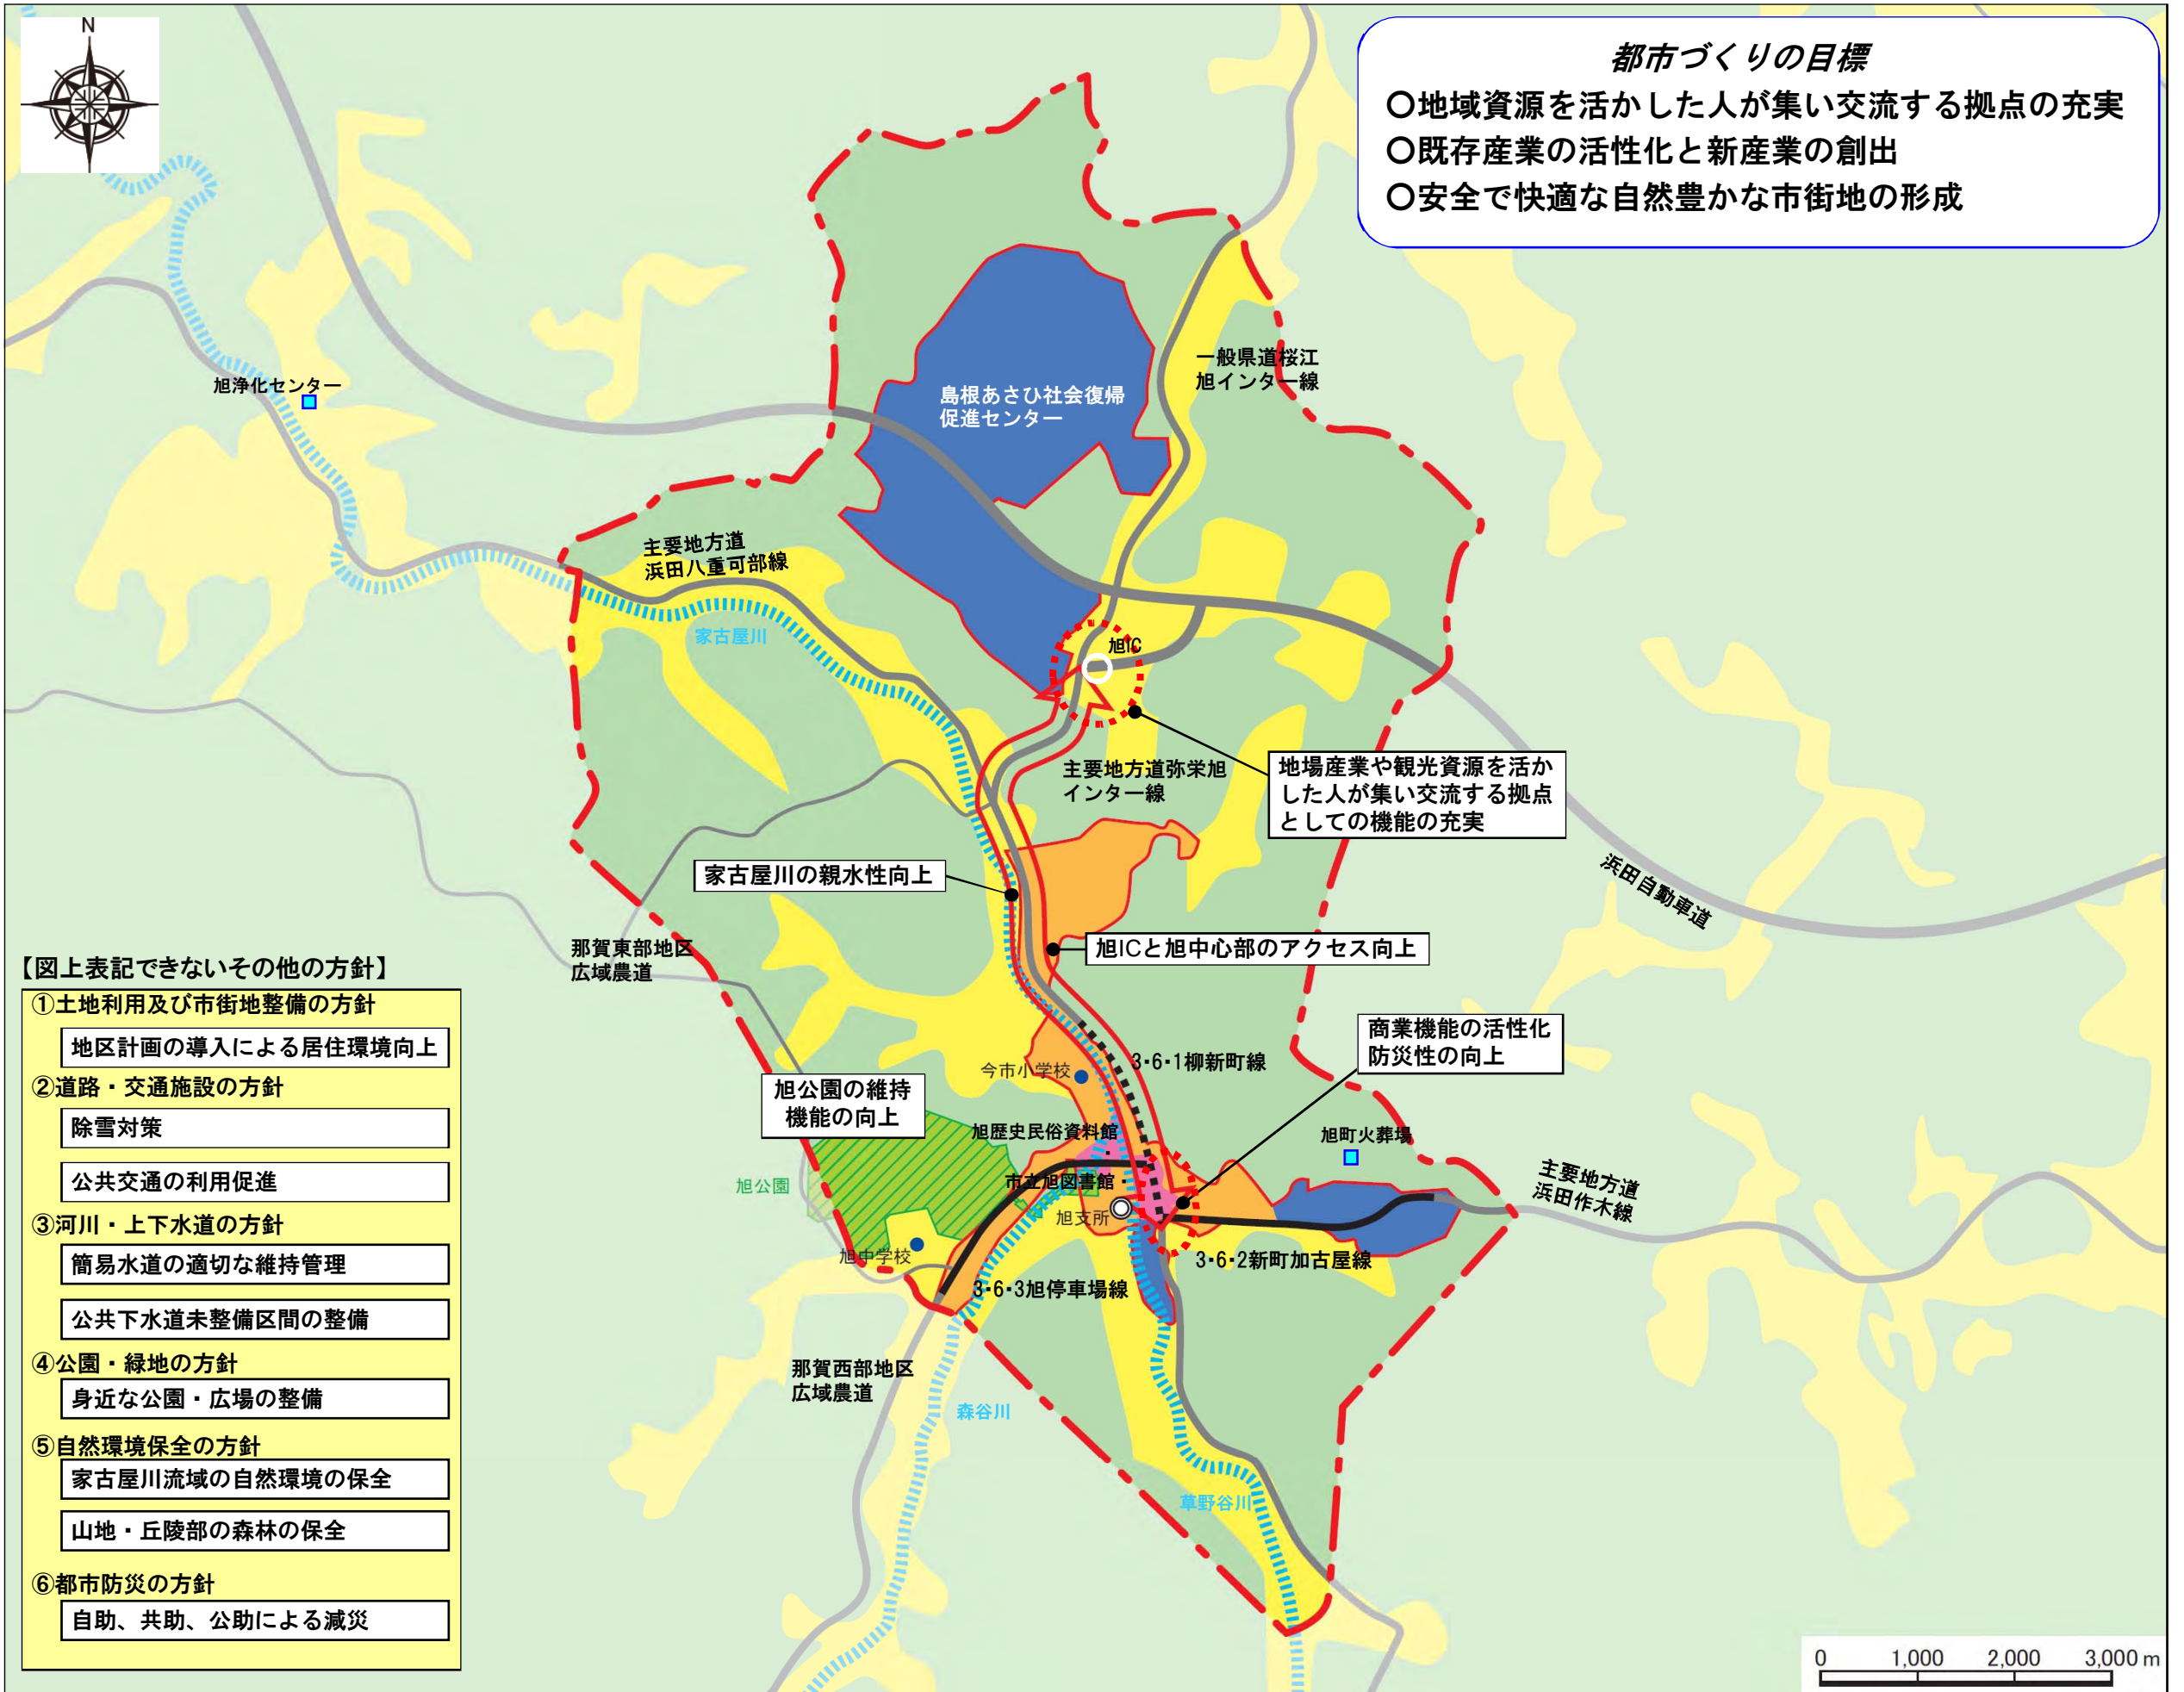 N
都市づくりの目標
〇地域資源を活かした人が集い交流する拠点の充実
〇既存産業の活性化と新産業の創出
〇安全で快適な自然豊かな市街地の形成
旭浄化センター
島根あさひ社会復帰
促進センター
一般県道桜江
旭インター線
主要地方道
浜田八重可部線
家古屋川
旭IC
主要地方道弥栄旭
インター線
地場産業や観光資源を活か
した人が集い交流する拠点
としての機能の充実
浜田自動車道
家古屋川の親水性向上
那賀東部地区
広域農道
旭ICと旭中心部のアクセス向上
商業機能の活性化
防災性の向上
3・6・1柳新町線
今市小学校
旭公園の維持
機能の向上
旭歴史民俗資料館
旭町火葬場
主要地方道
浜田作木線
旭公園
市立旭図書館
旭支所
旭中学校
3・6・2新町加古屋線
3・6・3旭停車場線
那賀西部地区
広域農道
森谷川
草野谷川
【図上表記できないその他の方針】
①土地利用及び市街地整備の方針
地区計画の導入による居住環境向上
②道路・交通施設の方針
除雪対策
公共交通の利用促進
③河川・上下水道の方針
簡易水道の適切な維持管理
公共下水道未整備区間の整備
④公園・緑地の方針
身近な公園・広場の整備
⑤自然環境保全の方針
家古屋川流域の自然環境の保全
山地・丘陵部の森林の保全
⑥都市防災の方針
自助、共助、公助による減災
0 1,000 2,000 3,000 m